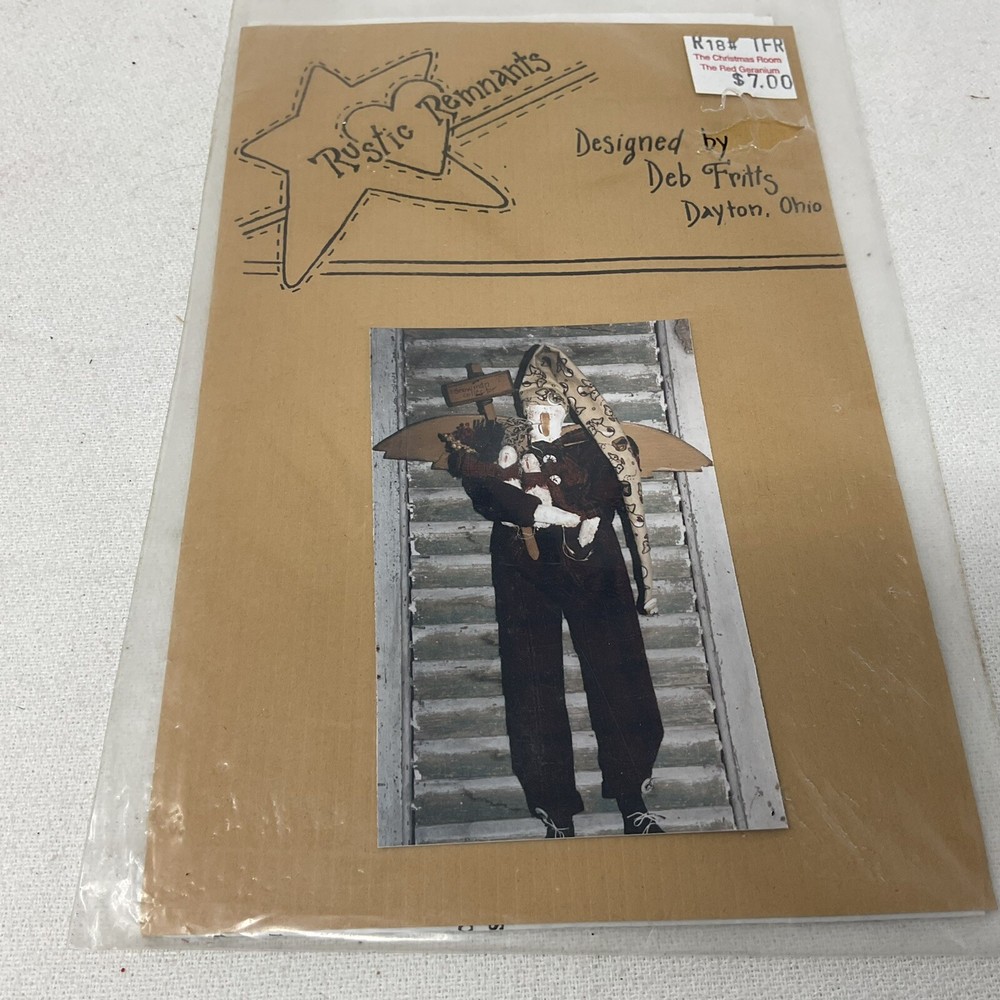 Rustic Remnants
R18# TFR
The Christmas Room
The Red Geranium
$7.00
Designed by
Deb Fritts
Dayton, Ohio